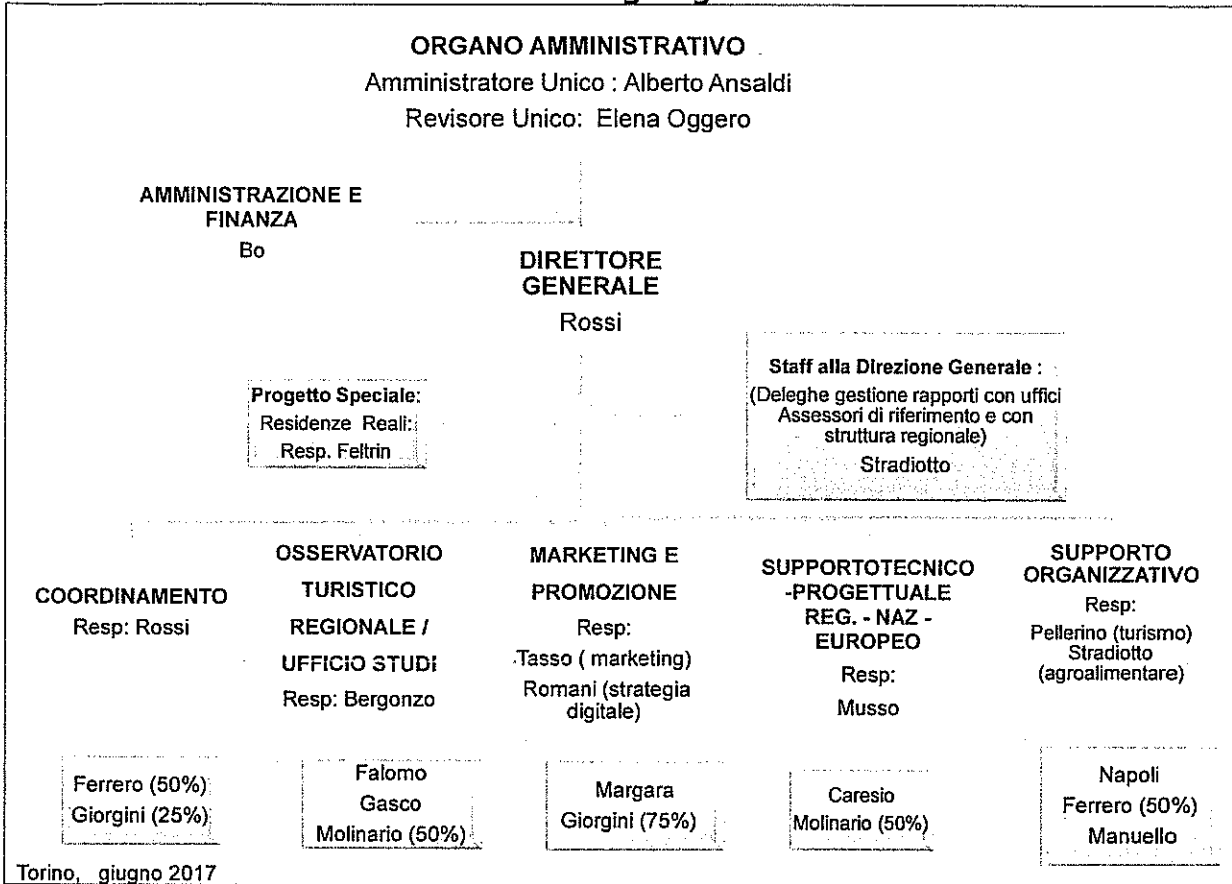 ORGANO AMMINISTRATIVO
Amministratore Unico : Alberto Ansaldi
Revisore Unico: Elena Oggero
AMMINISTRAZIONE E
FINANZA
Bo
DIRETTORE
GENERALE
Rossi
Progetto Speciale:
Residenze Reali:
Resp. Feltrin
Staff alla Direzione Generale :
(Deleghe gestione rapporti con uffici
Assessori di riferimento e con
struttura regionale)
Stradiotto
COORDINAMENTO
Resp: Rossi
OSSERVATORIO
TURISTICO
REGIONALE /
UFFICIO STUDI
Resp: Bergonzo
MARKETING E
PROMOZIONE
Resp:
Tasso ( marketing)
Romani (strategia
digitale)
SUPPORTOTECNICO
-PROGETTUALE
REG. - NAZ -
EUROPEO
Resp:
Musso
SUPPORTO
ORGANIZZATIVO
Resp:
Pellerino (turismo)
Stradiotto
(agroalimentare)
Ferrero (50%)
Giorgini (25%)
Falomo
Gasco
Molinario (50%)
Margara
Giorgini (75%)
Caresio
Molinario (50%)
Napoli
Ferrero (50%)
Manuello
Torino, giugno 2017